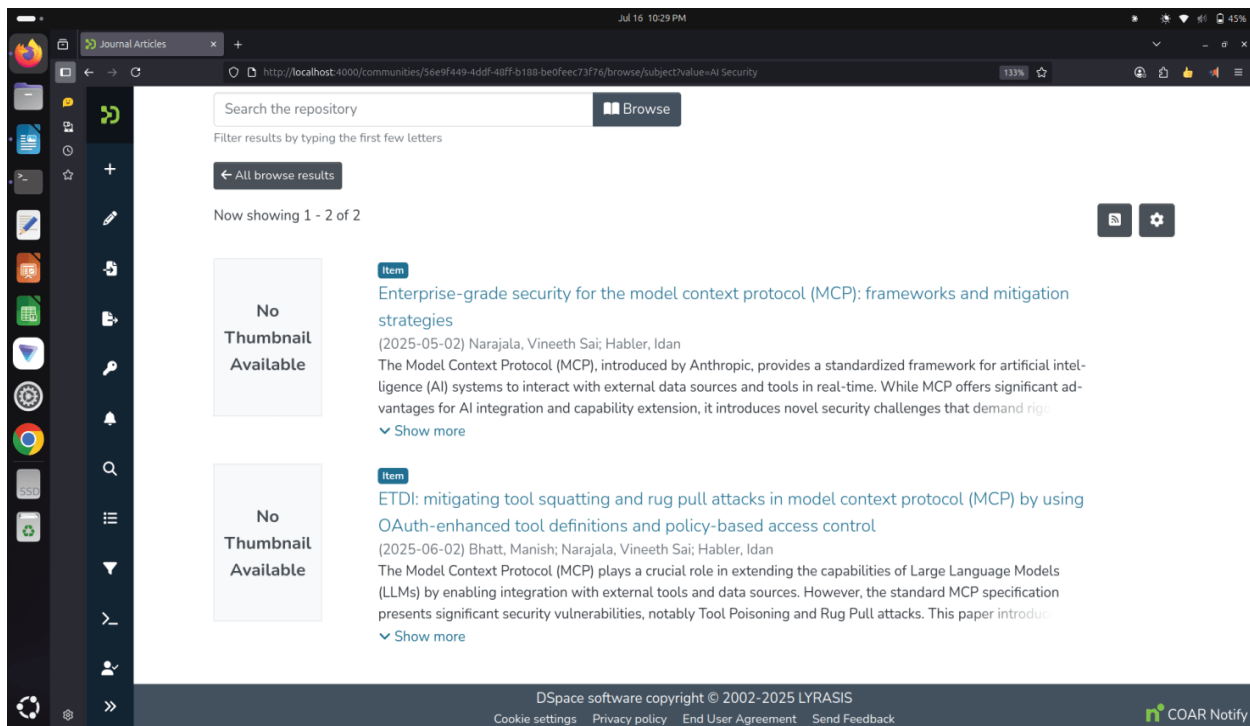 Jul 16 10:29 PM
45%
Journal Articles
http://localhost:4000/communities/56e9f449-4ddf-48ff-b188-be0feec73f76/browse/subject?value=AI Security
133%
Search the repository
Browse
Filter results by typing the first few letters
All browse results
Now showing 1 - 2 of 2
No
Thumbnail
Available
Item
Enterprise-grade security for the model context protocol (MCP): frameworks and mitigation
strategies
(2025-05-02) Narajala, Vineeth Sai; Habler, Idan
The Model Context Protocol (MCP), introduced by Anthropic, provides a standardized framework for artificial intel-
ligence (AI) systems to interact with external data sources and tools in real-time. While MCP offers significant ad-
vantages for AI integration and capability extension, it introduces novel security challenges that demand rigo
Show more
No
Thumbnail
Available
Item
ETDI: mitigating tool squatting and rug pull attacks in model context protocol (MCP) by using
OAuth-enhanced tool definitions and policy-based access control
(2025-06-02) Bhatt, Manish; Narajala, Vineeth Sai; Habler, Idan
The Model Context Protocol (MCP) plays a crucial role in extending the capabilities of Large Language Models
(LLMs) by enabling integration with external tools and data sources. However, the standard MCP specification
presents significant security vulnerabilities, notably Tool Poisoning and Rug Pull attacks. This paper introduc
Show more
SSD
DSpace software copyright © 2002-2025 LYRASIS
Cookie settings Privacy policy End User Agreement Send Feedback
n COAR Notify